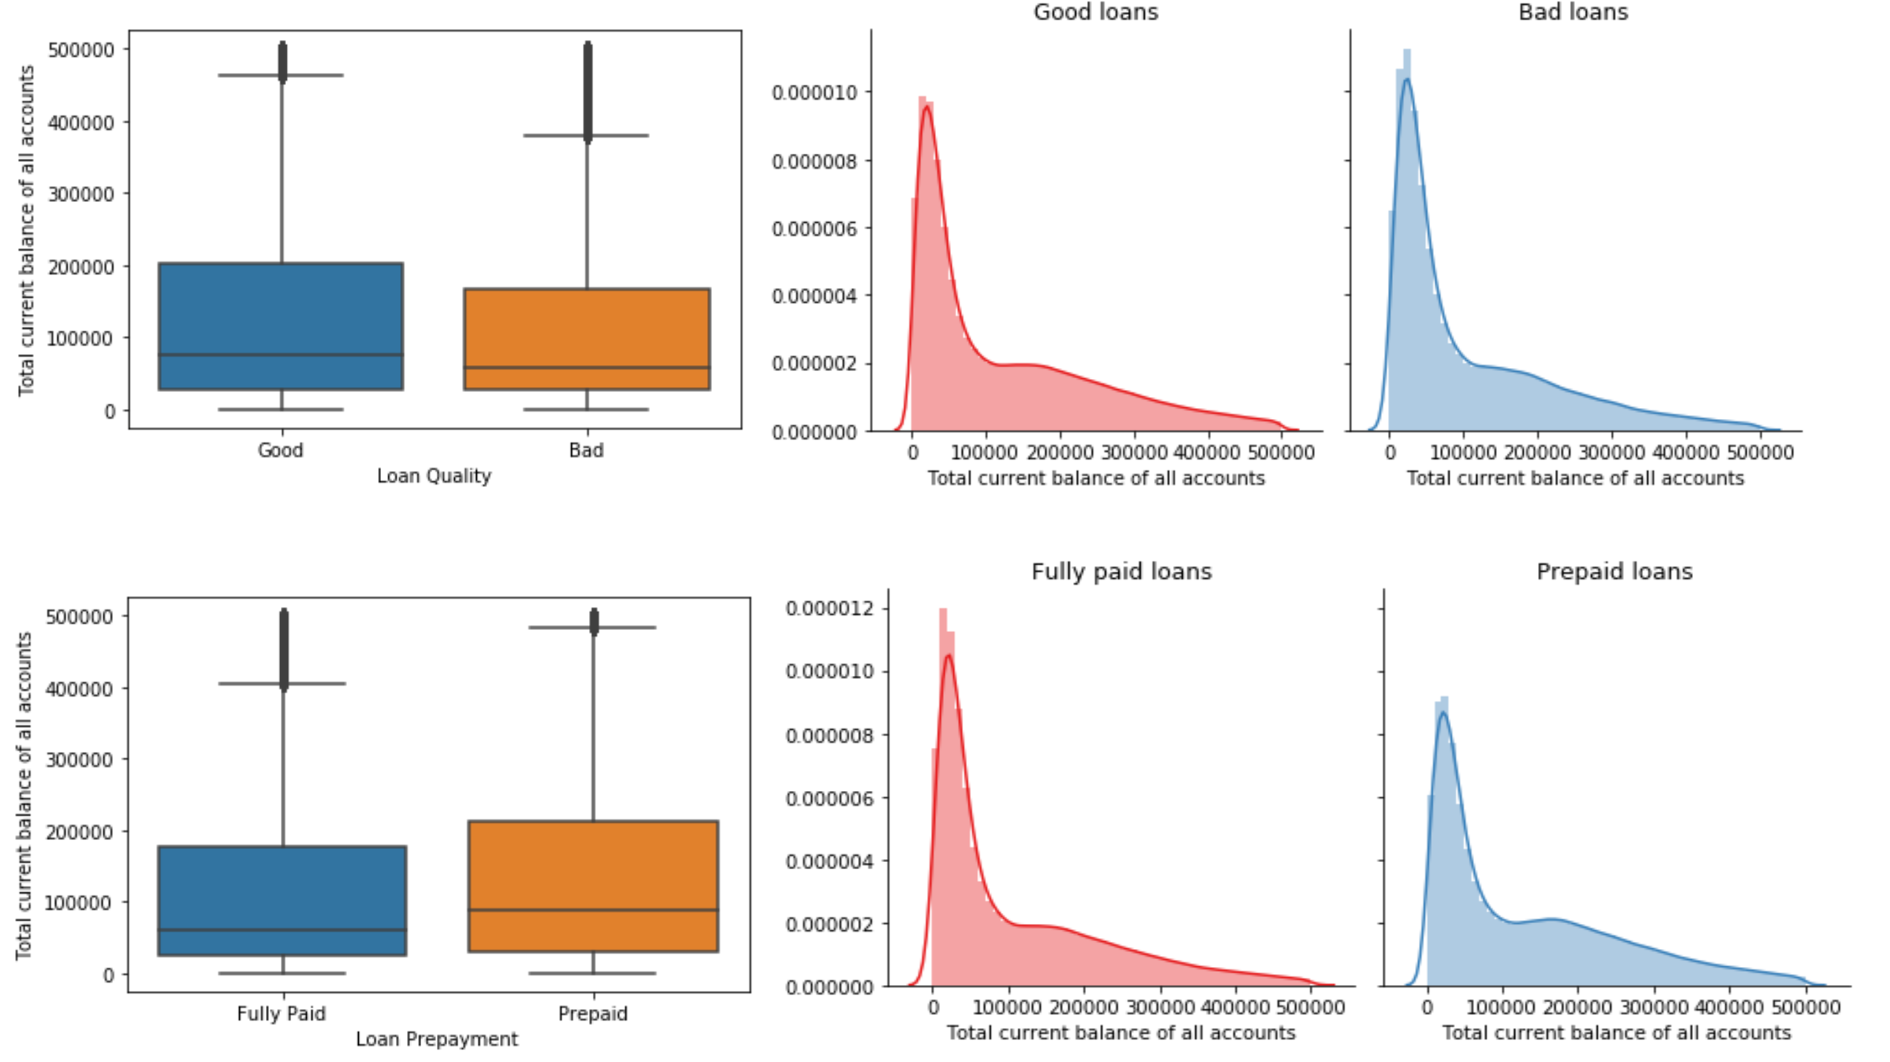 Good loans
Bad loans
Total current balance of all accounts
500000
400000
300000
200000
100000
0
Good
Bad
Loan Quality
0.000010
0.000008
0.000006
0.000004
0.000002
0.000000
0 100000 200000 300000 400000 500000
Total current balance of all accounts
0 100000 200000 300000 400000 500000
Total current balance of all accounts
Fully paid loans
Prepaid loans
Total current balance of all accounts
500000
400000
300000
200000
100000
0
Fully Paid
Prepaid
Loan Prepayment
0.000012
0.000010
0.000008
0.000006
0.000004
0.000002
0.000000
0 100000 200000 300000 400000 500000
Total current balance of all accounts
0 100000 200000 300000 400000 500000
Total current balance of all accounts